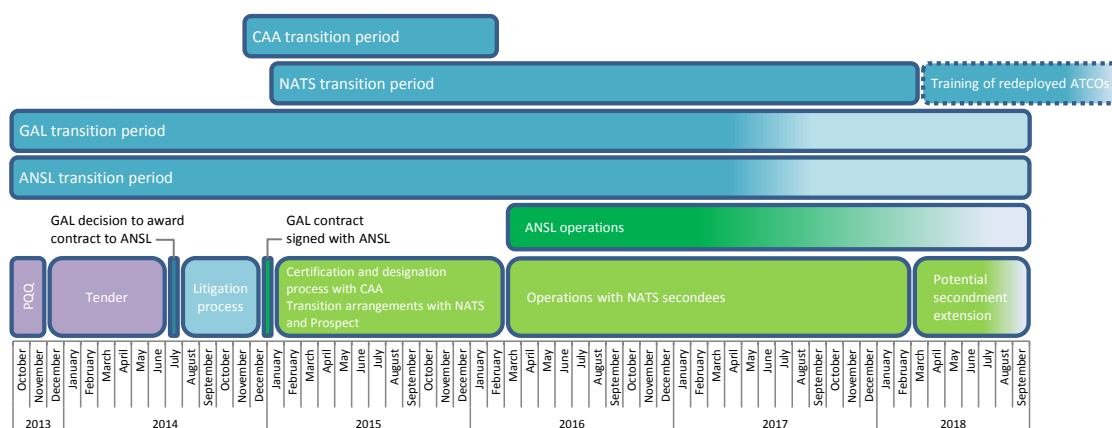 CAA transition period
NATS transition period
Training of redeployed ATCOs
GAL transition period
ANSL transition period
GAL decision to award
contract to ANSL
GAL contract
signed with ANSL
ANSL operations
PQQ
Tender
Litigation
process
Certification and designation
process with CAA
Transition arrangements with NATS
and Prospect
Operations with NATS secondees
Potential
secondment
extension
October
November
December
January
February
March
April
May
June
July
August
September
October
November
December
January
February
March
April
May
June
July
August
September
October
November
December
January
February
March
April
May
June
July
August
September
October
November
December
January
February
March
April
May
June
July
August
September
October
November
December
January
February
March
April
May
June
July
August
September
2013
2014
2015
2016
2017
2018